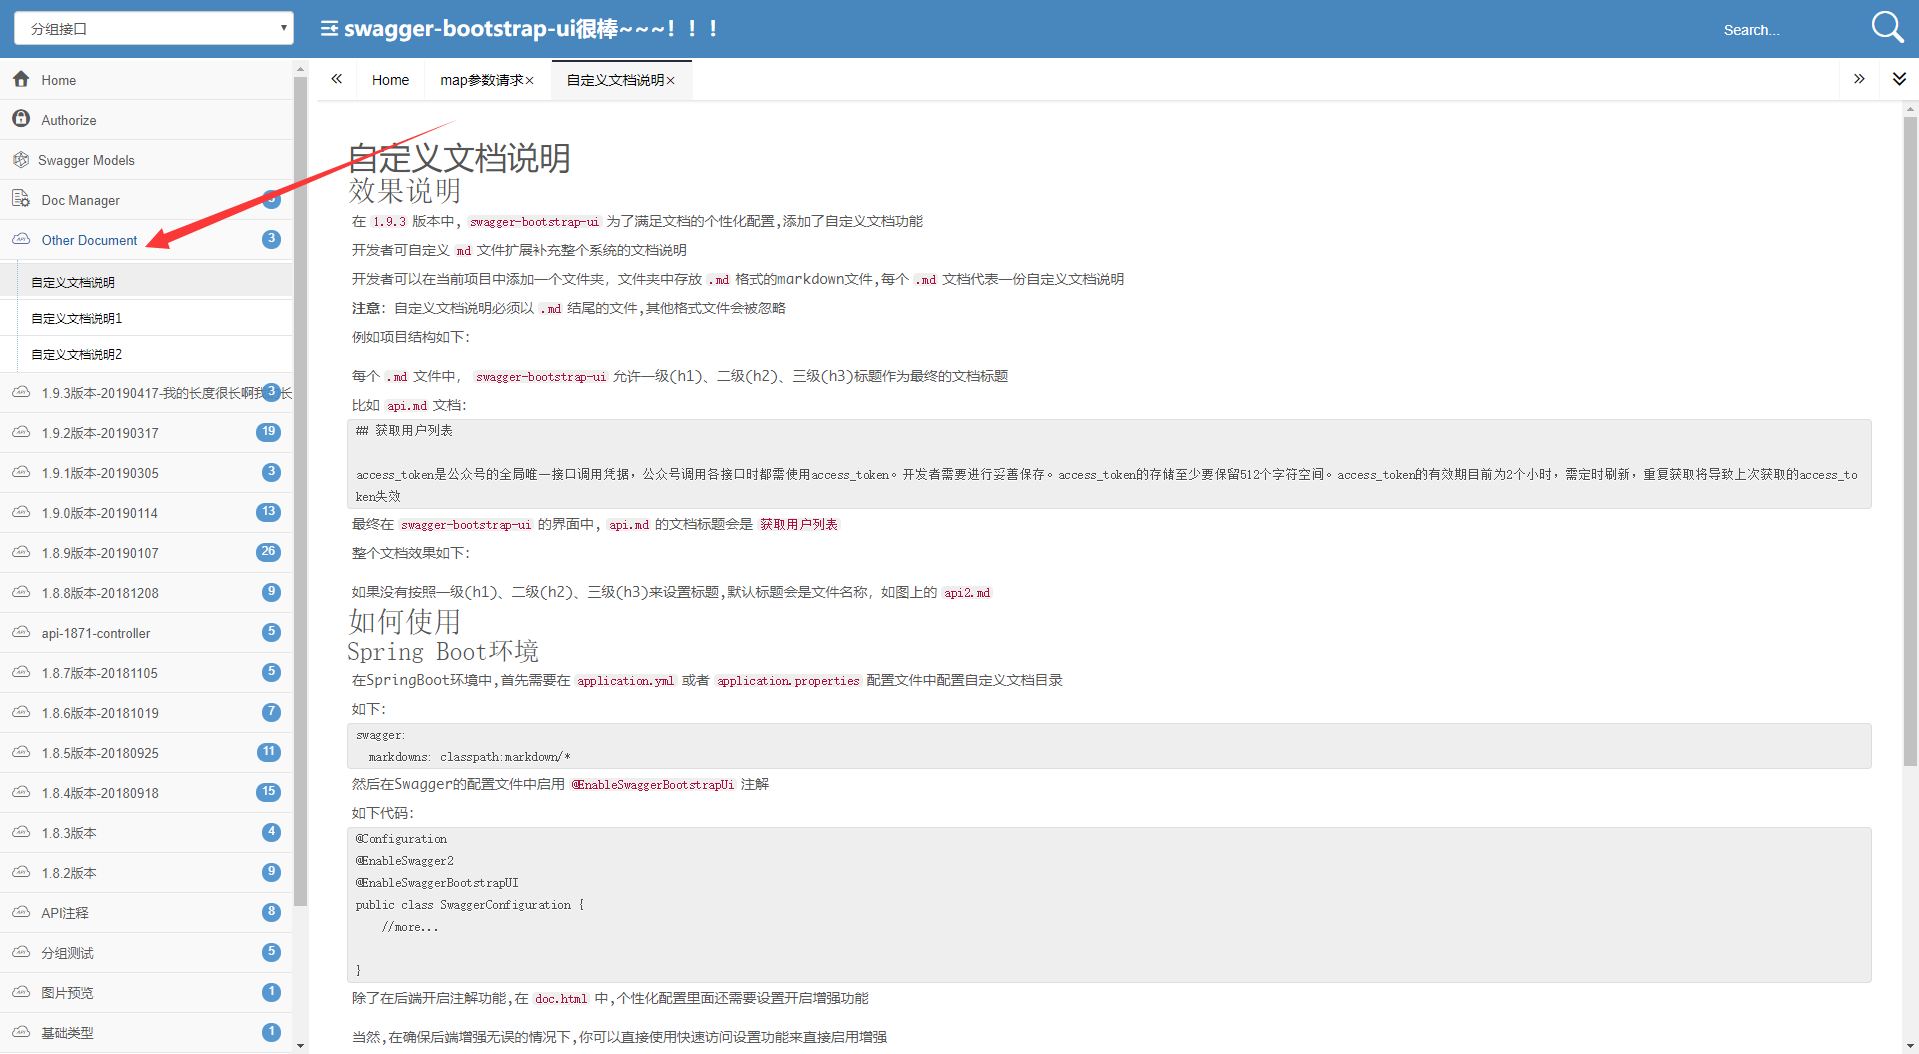 分组接口
swagger-bootstrap-ui很棒~~~！！！
Search...
Home
Authorize
Swagger Models
Doc Manager
Other Document
3
自定义文档说明
自定义文档说明1
自定义文档说明2
1.9.3版本-20190417-我的长度很长啊我 长
3
1.9.2版本-20190317
19
1.9.1版本-20190305
3
1.9.0版本-20190114
13
1.8.9版本-20190107
26
1.8.8版本-20181208
9
api-1871-controller
5
1.8.7版本-20181105
5
1.8.6版本-20181019
7
1.8.5版本-20180925
11
1.8.4版本-20180918
15
1.8.3版本
4
1.8.2版本
9
API注释
8
分组测试
5
图片预览
1
基础类型
1
Home
map参数请求×
自定义文档说明×
自定义文档说明
效果说明
在 1.9.3 版本中，swagger-bootstrap-ui 为了满足文档的个性化配置,添加了自定义文档功能
开发者可自定义 md 文件扩展补充整个系统的文档说明
开发者可以在当前项目中添加一个文件夹，文件夹中存放 .md 格式的markdown文件,每个 .md 文档代表一份自定义文档说明
注意：自定义文档说明必须以 .md 结尾的文件,其他格式文件会被忽略
例如项目结构如下：
每个 .md 文件中，swagger-bootstrap-ui 允许一级(h1)、二级(h2)、三级(h3)标题作为最终的文档标题
比如 api.md 文档：
## 获取用户列表
access_token是公众号的全局唯一接口调用凭据，公众号调用各接口时都需使用access_token。开发者需要进行妥善保存。access_token的存储至少要保留512个字符空间。access_token的有效期目前为2个小时，需定时刷新，重复获取将导致上次获取的access_to
ken失效
最终在 swagger-bootstrap-ui 的界面中，api.md 的文档标题会是 获取用户列表
整个文档效果如下：
如果没有按照一级(h1)、二级(h2)、三级(h3)来设置标题,默认标题会是文件名称，如图上的 api2.md
如何使用
Spring Boot环境
在SpringBoot环境中,首先需要在 application.yml 或者 application.properties 配置文件中配置自定义文档目录
如下：
swagger:
markdowns: classpath:markdown/*
然后在Swagger的配置文件中启用 @EnableSwaggerBootstrapUi 注解
如下代码：
@Configuration
@EnableSwagger2
@EnableSwaggerBootstrapUI
public class SwaggerConfiguration {
//more...
}
除了在后端开启注解功能,在 doc.html 中,个性化配置里面还需要设置开启增强功能
当然,在确保后端增强无误的情况下,你可以直接使用快速访问设置功能来直接启用增强